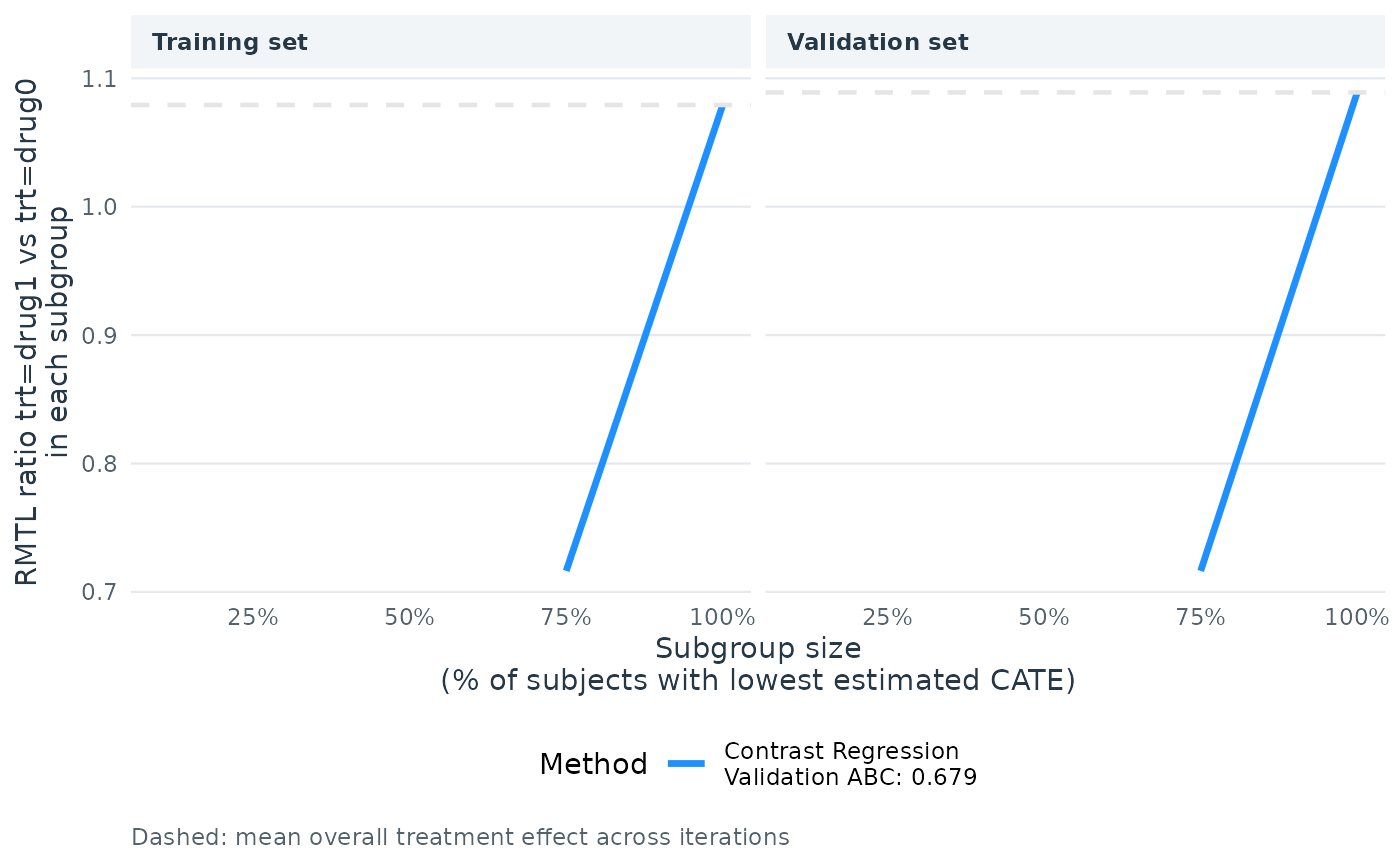 Training set
Validation set
RMTL ratio trt=drug1 vs trt=drug0
in each subgroup
1.1
1.0
0.9
0.8
0.7
25% 50% 75% 100%
25% 50% 75% 100%
Subgroup size
(% of subjects with lowest estimated CATE)
Method
Contrast Regression
Validation ABC: 0.679
Dashed: mean overall treatment effect across iterations